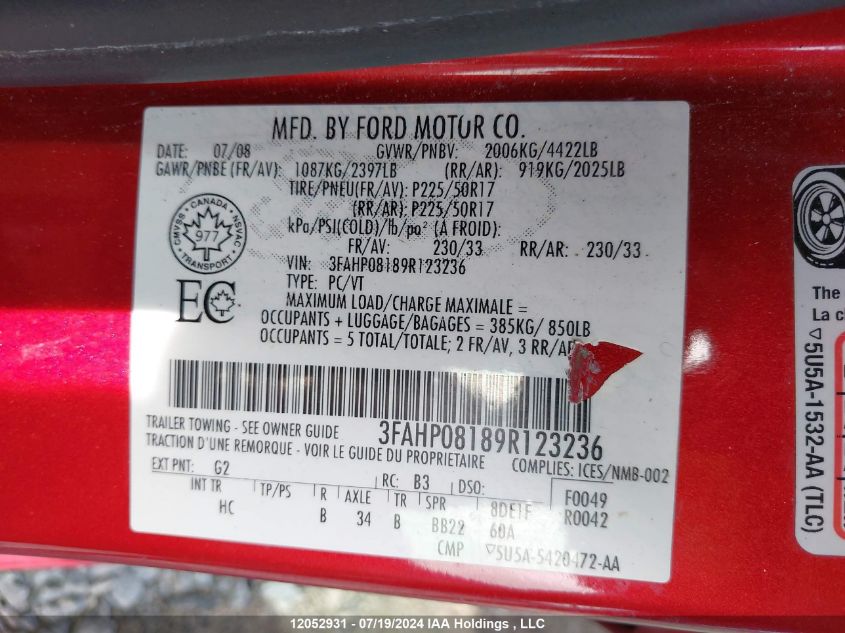 MFD. BY FORD MOTOR CO.
DATE: 07/08 GVWR/PNBV: 2006KG/4422LB
GAWR/PNBE (FR/AV): 1087KG/2397LB (RR/AR): 919KG/2025LB
TIRE/PNEU(FR/AV): P225/50R17
(RR/AR): P225/50R17
kPa/PSI(COLD)/lb/po² (À FROID):
FR/AV: 230/33 RR/AR: 230/33
VIN: 3FAHP08189R123236
TYPE: PC/VT
CANADA
CMVSS NSVAC
977
TRANSPORT
EC
MAXIMUM LOAD/CHARGE MAXIMALE =
OCCUPANTS + LUGGAGE/BAGAGES = 385KG/ 850LB
OCCUPANTS = 5 TOTAL/TOTALE; 2 FR/AV, 3 RR/AR
TRAILER TOWING - SEE OWNER GUIDE 3FAHP08189R123236
TRACTION D'UNE REMORQUE - VOIR LE GUIDE DU PROPRIETAIRE COMPLIES: ICES/NMB-002
EXT PNT: G2 RC: B3 DSO: F0049
INT TR TP/PS R AXLE TR SPR 8DE1F R0042
HC B 34 B BB22 60A
CMP ▽5U5A-5420472-AA
The
La c
▽5U5A-1532-AA (TLC)
12052931 - 07/19/2024 IAA Holdings, LLC